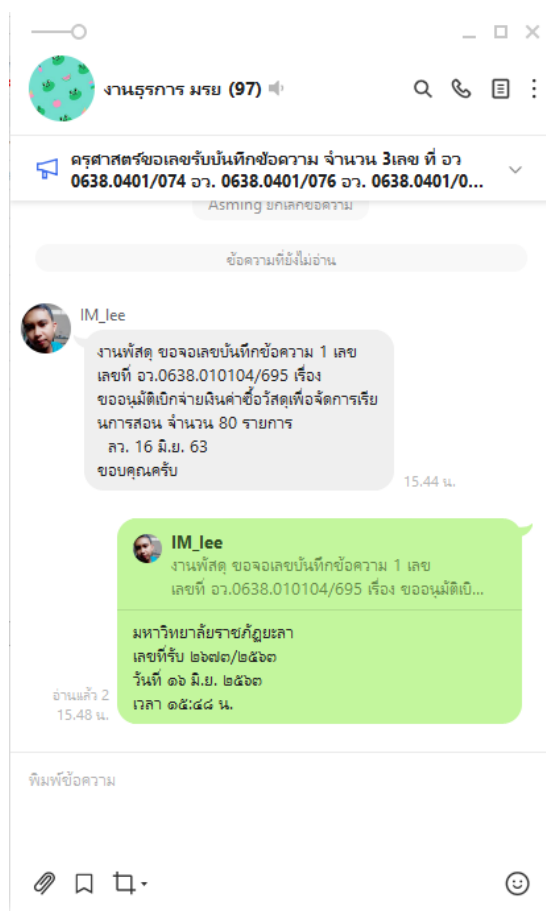 งานธุรการ มรย (97)
ครุศาสตร์ขอเลขรับบันทึกข้อความ จำนวน 3เลข ที่ อว
0638.0401/074 อว. 0638.0401/076 อว. 0638.0401/0...
Asming ยกเลิกข้อความ
ข้อความที่ยังไม่อ่าน
IM_lee
งานพัสดุ ขอจอเลขบันทึกข้อความ 1 เลข
เลขที่ อว.0638.010104/695 เรื่อง
ขออนุมัติเบิกจ่ายเงินค่าซื้อวัสดุเพื่อจัดการเรีย
นการสอน จำนวน 80 รายการ
ลว. 16 มิ.ย. 63
ขอบคุณครับ
15.44 น.
IM_lee
งานพัสดุ ขอจอเลขบันทึกข้อความ 1 เลข
เลขที่ อว.0638.010104/695 เรื่อง ขออนุมัติเบิ...
มหาวิทยาลัยราชภัฏยะลา
เลขที่รับ ๒๖๗๓/๒๕๖๓
วันที่ ๑๖ มิ.ย. ๒๕๖๓
เวลา ๑๕:๔๘ น.
อ่านแล้ว 2
15.48 น.
พิมพ์ข้อความ